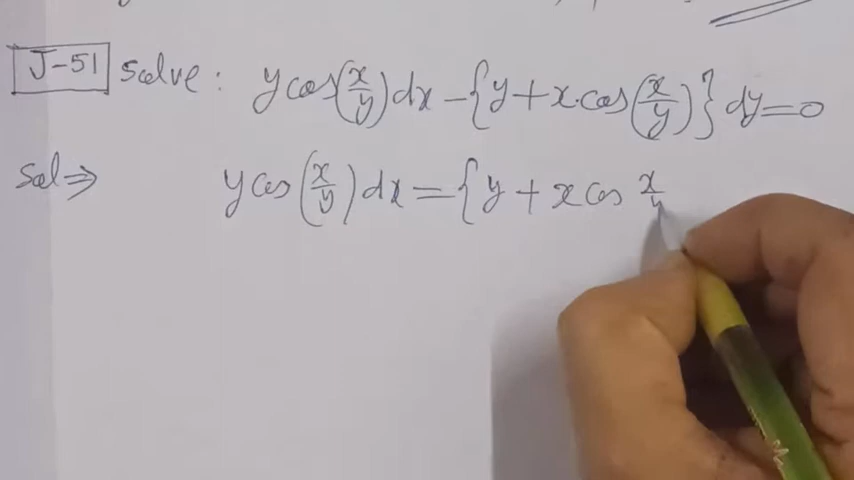 J-51 Solve: y cos(x/y) dx - {y + x.cos(x/y)} dy = 0
Sol ⇒ y cos(x/y) dx = {y + x cos x/y